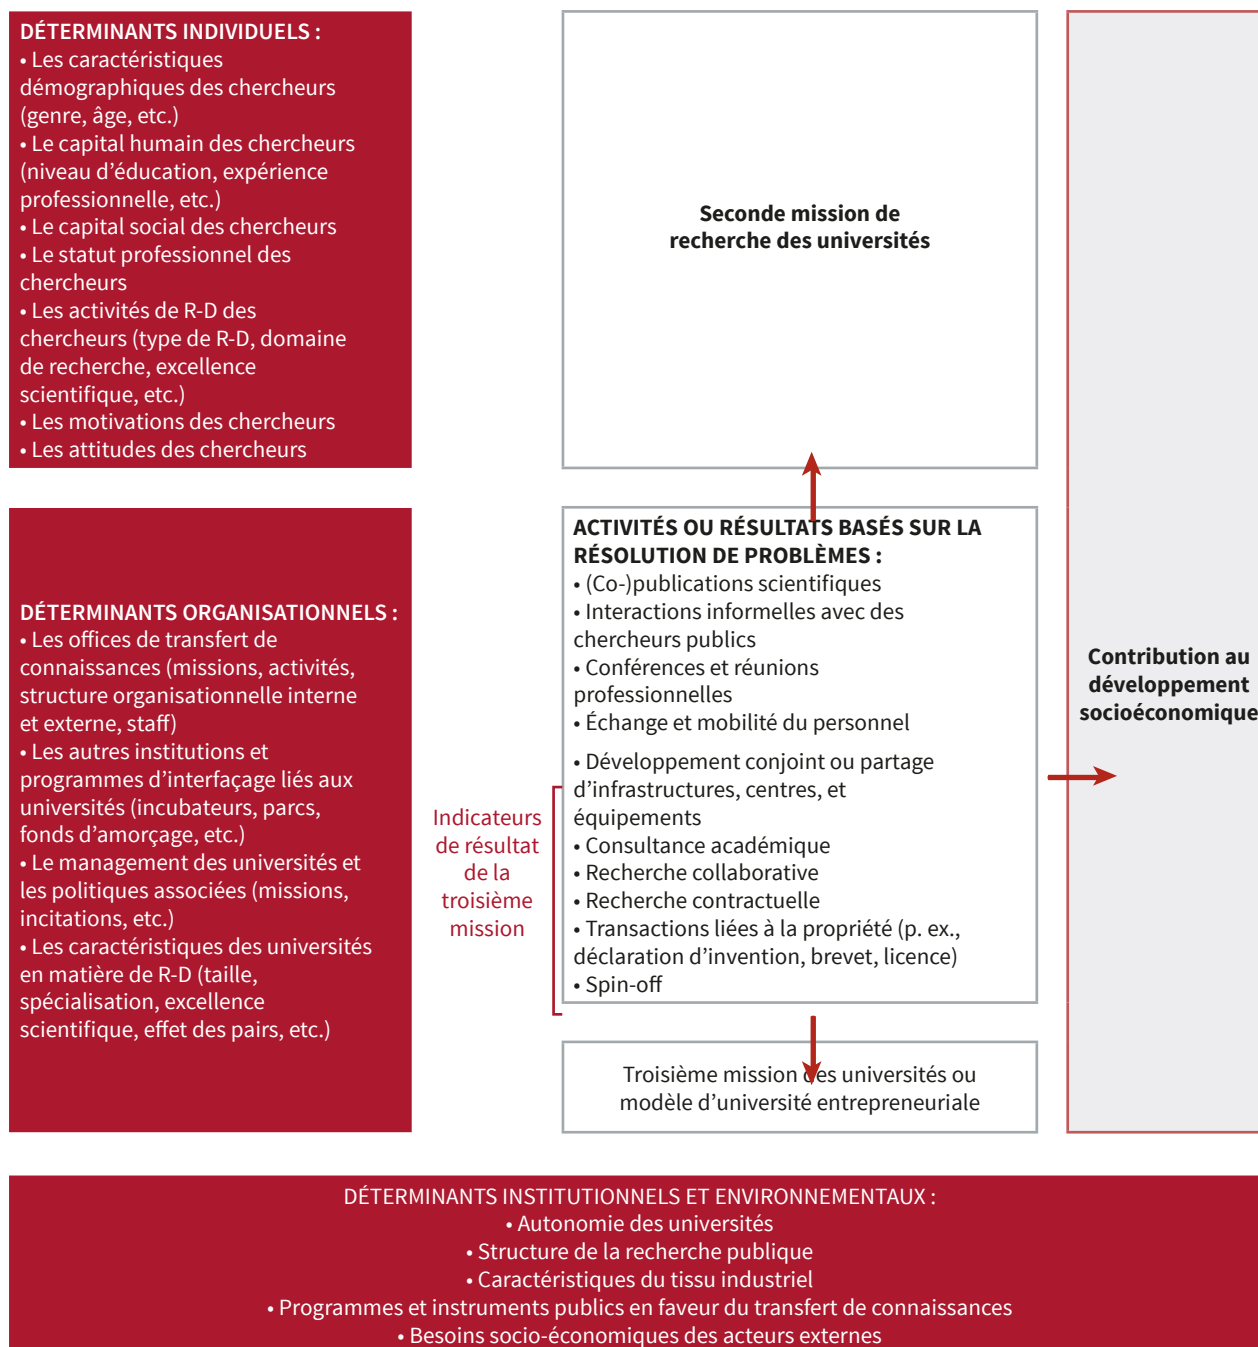 DÉTERMINANTS INDIVIDUELS :
• Les caractéristiques
démographiques des chercheurs
(genre, âge, etc.)
• Le capital humain des chercheurs
(niveau d’éducation, expérience
professionnelle, etc.)
• Le capital social des chercheurs
• Le statut professionnel des
chercheurs
• Les activités de R-D des
chercheurs (type de R-D, domaine
de recherche, excellence
scientifique, etc.)
• Les motivations des chercheurs
• Les attitudes des chercheurs
Seconde mission de
recherche des universités
DÉTERMINANTS ORGANISATIONNELS :
• Les offices de transfert de
connaissances (missions, activités,
structure organisationnelle interne
et externe, staff)
• Les autres institutions et
programmes d’interfaçage liés aux
universités (incubateurs, parcs,
fonds d’amorçage, etc.)
• Le management des universités et
les politiques associées (missions,
incitations, etc.)
• Les caractéristiques des universités
en matière de R-D (taille,
spécialisation, excellence
scientifique, effet des pairs, etc.)
Indicateurs
de résultat
de la
troisième
mission
ACTIVITÉS OU RÉSULTATS BASÉS SUR LA
RÉSOLUTION DE PROBLÈMES :
• (Co-)publications scientifiques
• Interactions informelles avec des
chercheurs publics
• Conférences et réunions
professionnelles
• Échange et mobilité du personnel
• Développement conjoint ou partage
d’infrastructures, centres, et
équipements
• Consultance académique
• Recherche collaborative
• Recherche contractuelle
• Transactions liées à la propriété (p. ex.,
déclaration d’invention, brevet, licence)
• Spin-off
Troisième mission des universités ou
modèle d’université entrepreneuriale
Contribution au
développement
socioéconomique
DÉTERMINANTS INSTITUTIONNELS ET ENVIRONNEMENTAUX :
• Autonomie des universités
• Structure de la recherche publique
• Caractéristiques du tissu industriel
• Programmes et instruments publics en faveur du transfert de connaissances
• Besoins socio-économiques des acteurs externes